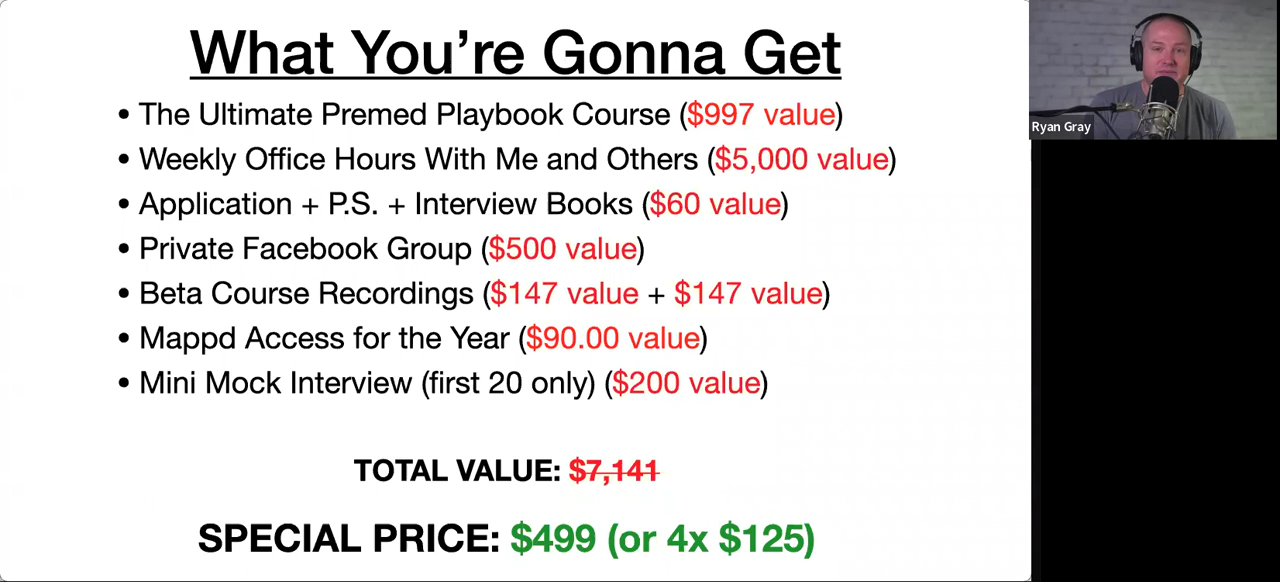 What You're Gonna Get
• The Ultimate Premed Playbook Course ($997 value)
• Weekly Office Hours With Me and Others ($5,000 value)
• Application + P.S. + Interview Books ($60 value)
• Private Facebook Group ($500 value)
• Beta Course Recordings ($147 value + $147 value)
• Mappd Access for the Year ($90.00 value)
• Mini Mock Interview (first 20 only) ($200 value)
TOTAL VALUE: $7,141
SPECIAL PRICE: $499 (or 4x $125)
Ryan Gray